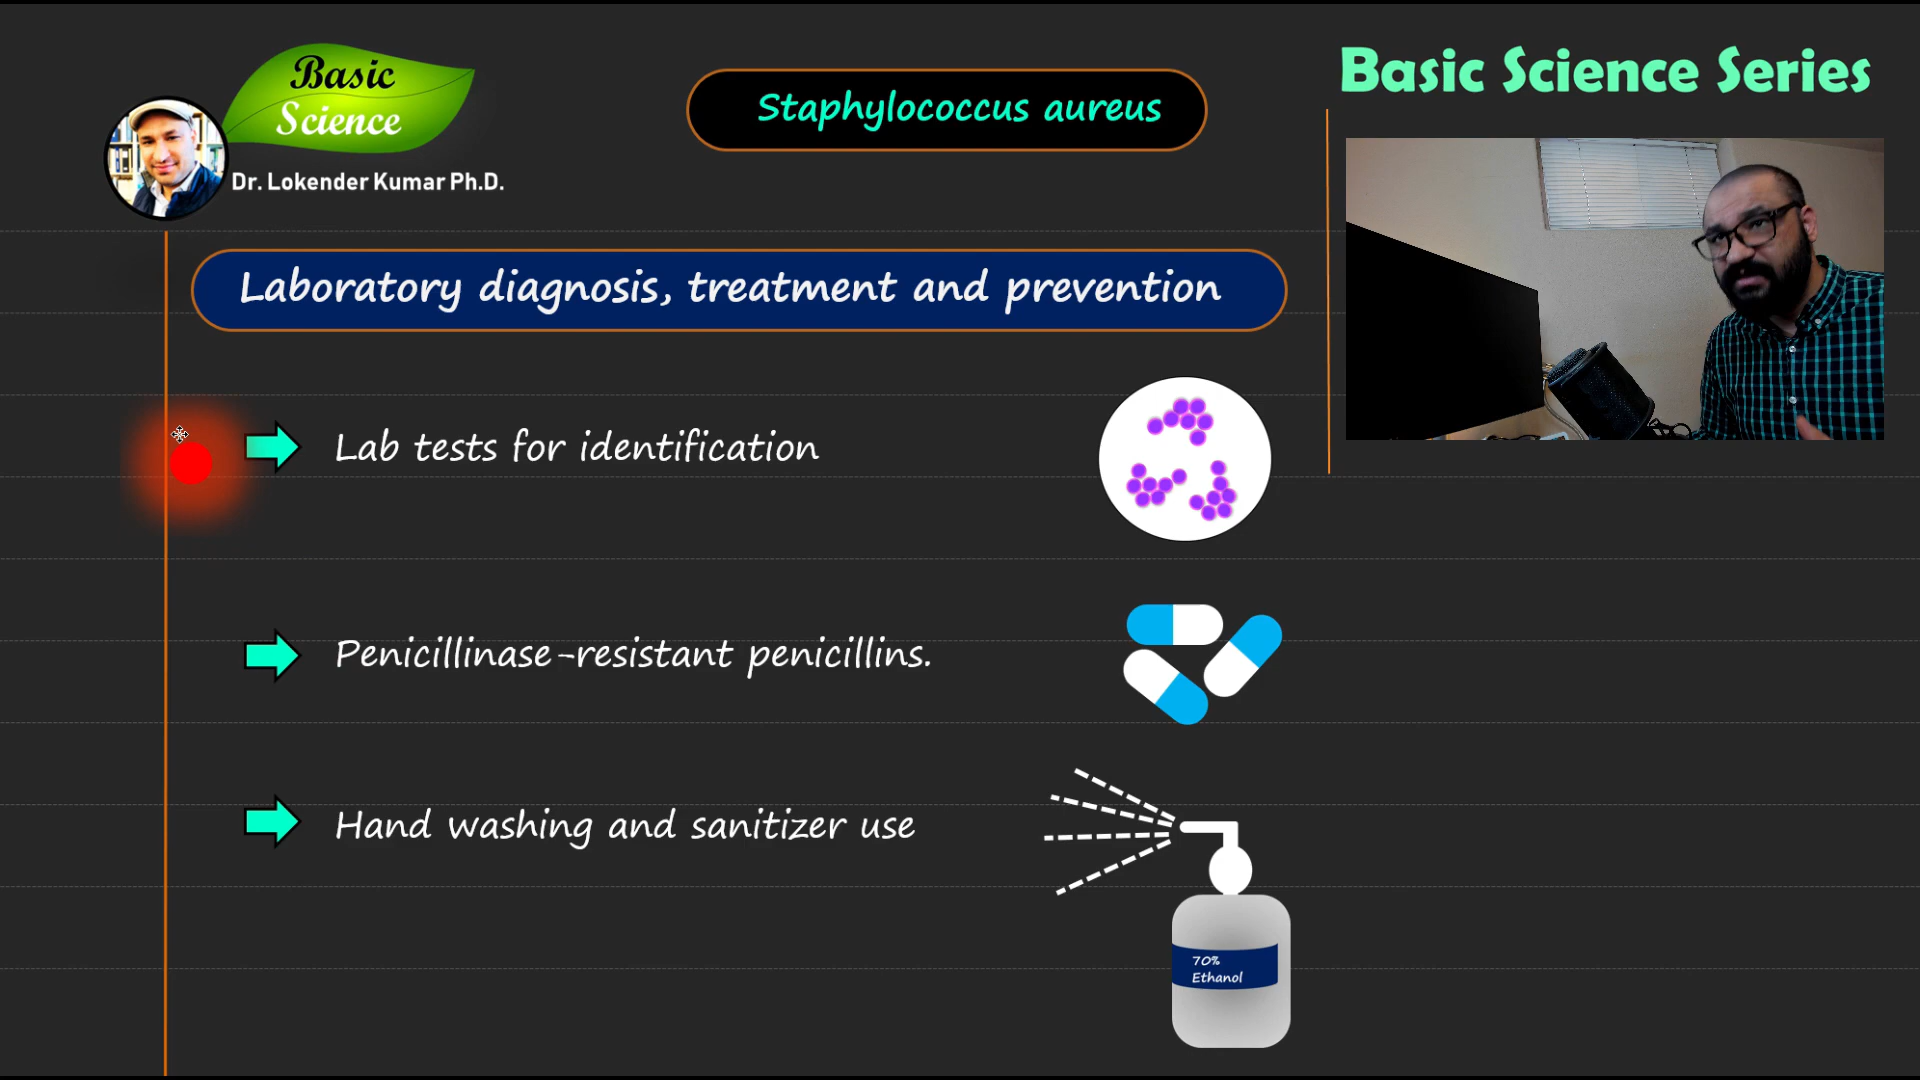 Basic
Science
Dr. Lokender Kumar Ph.D.
Staphylococcus aureus
Basic Science Series
Laboratory diagnosis, treatment and prevention
Lab tests for identification
Penicillinase-resistant penicillins.
Hand washing and sanitizer use
70%
Ethanol